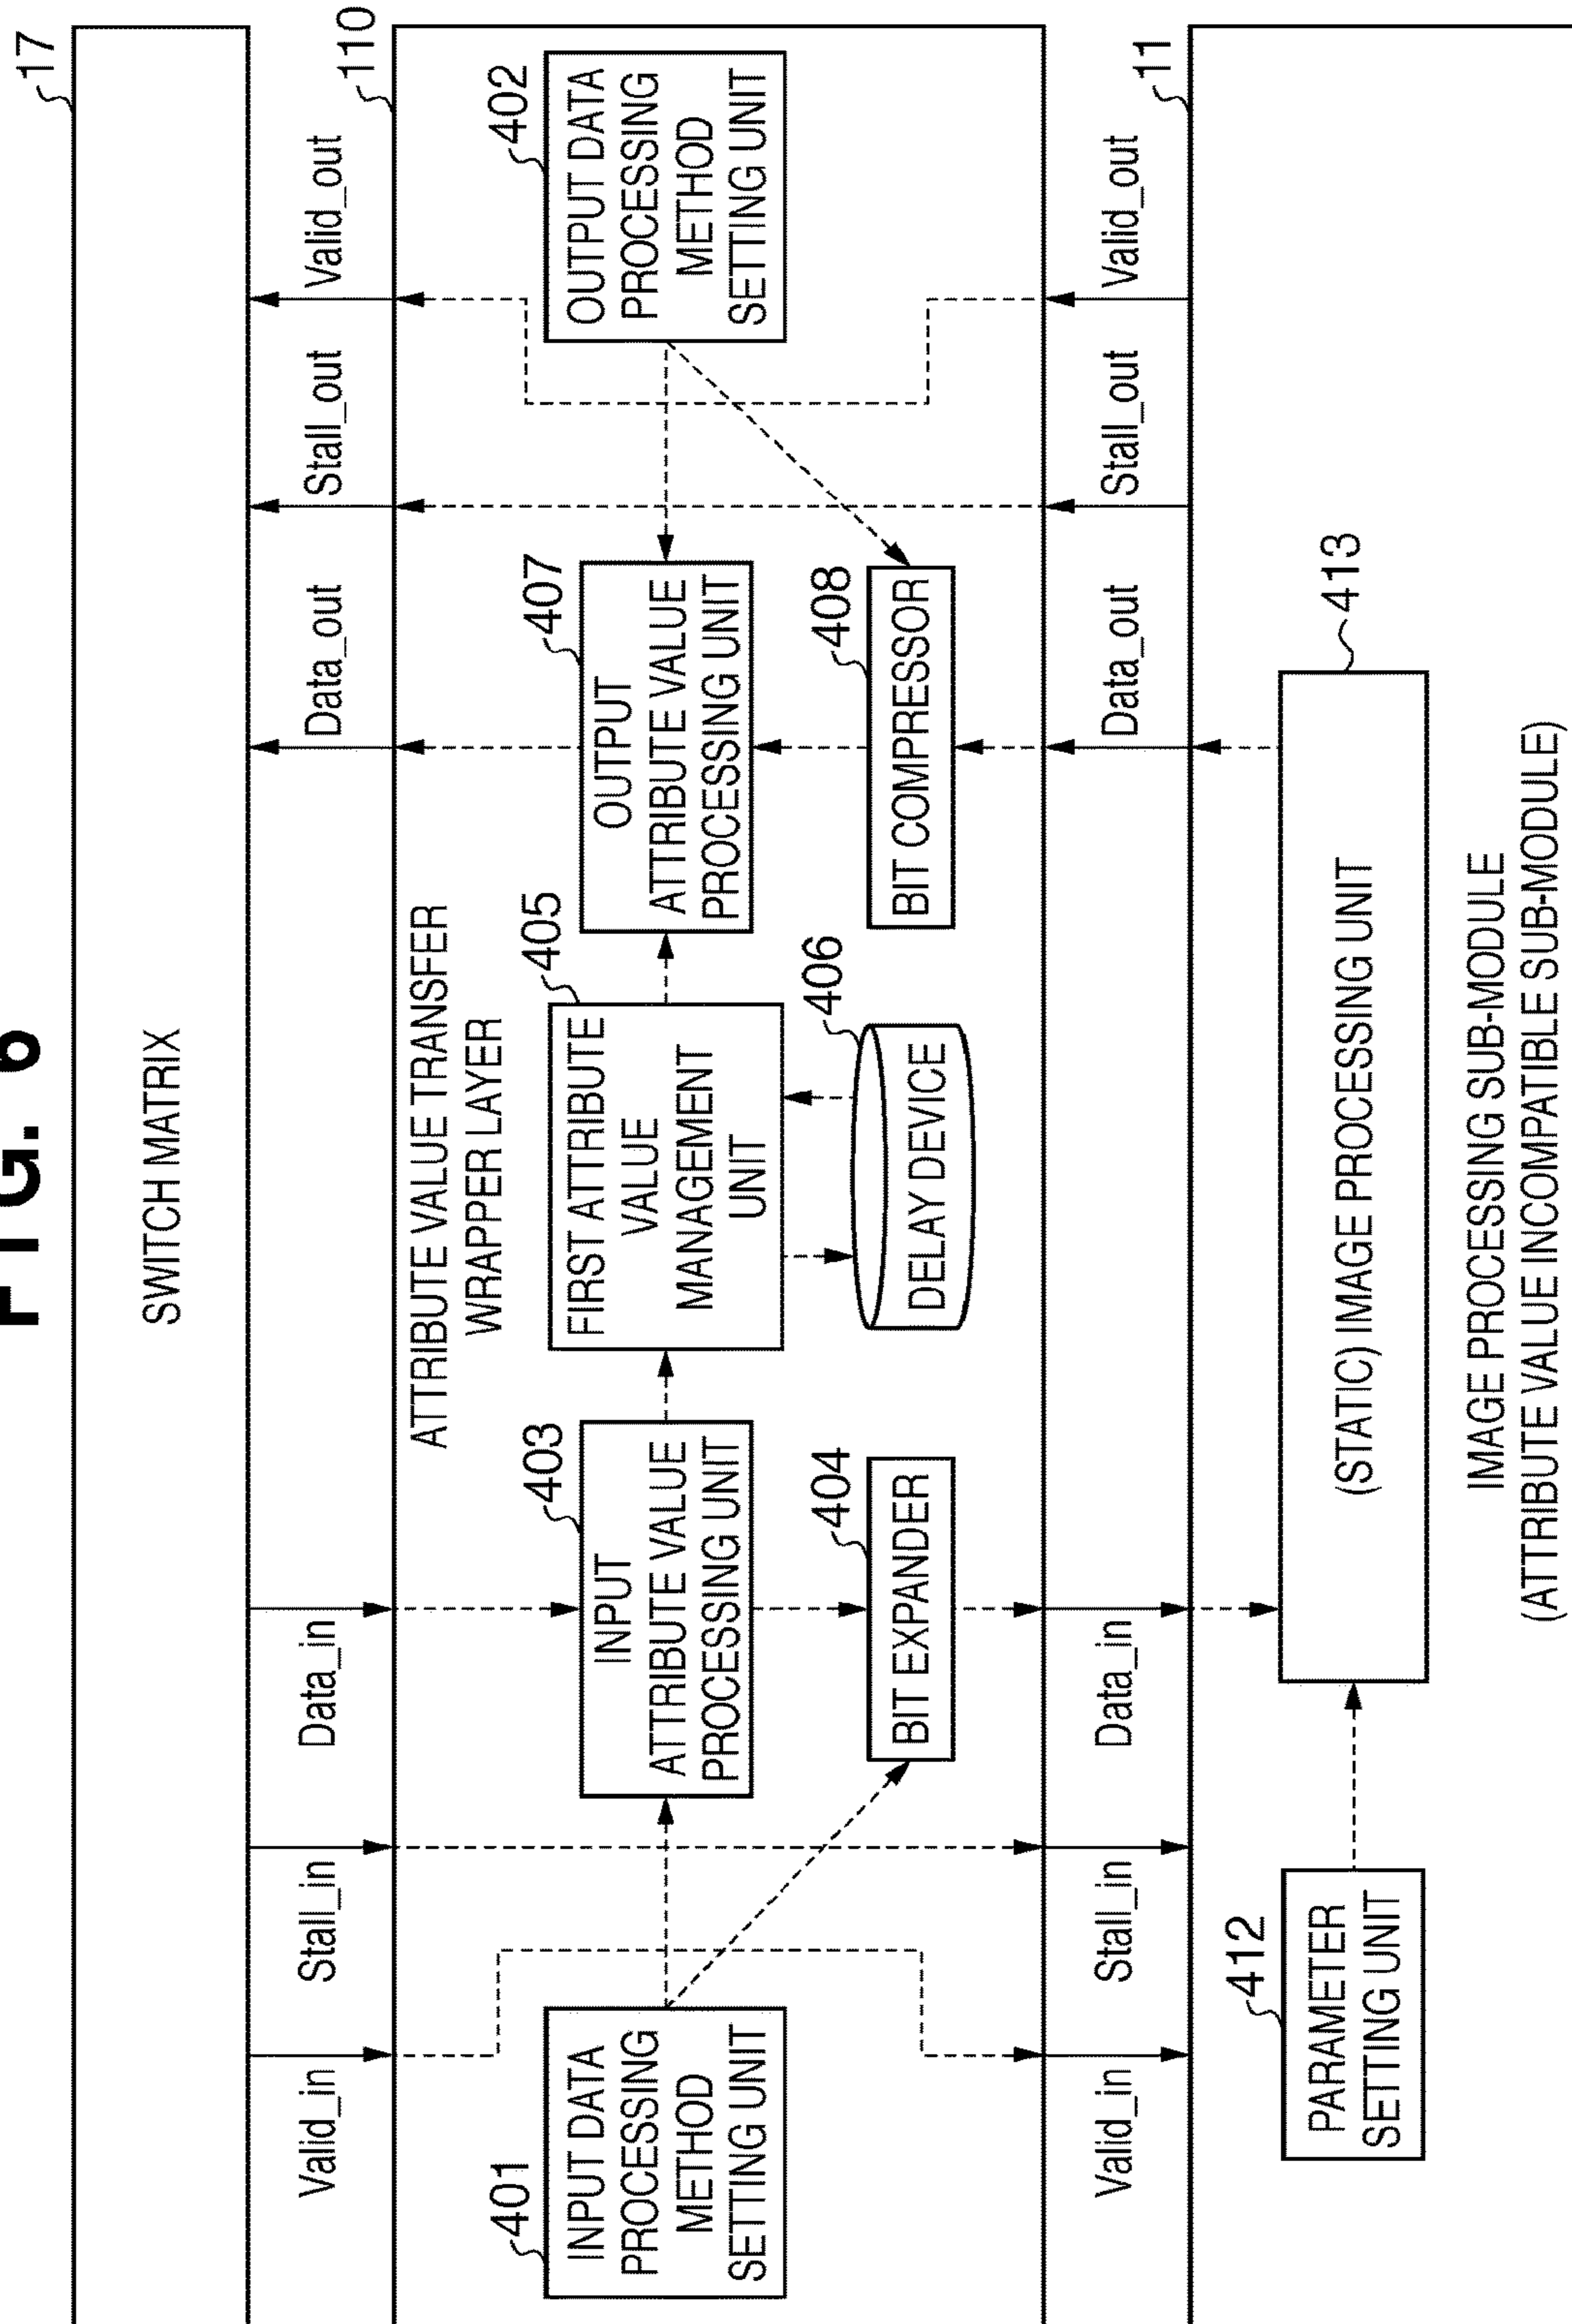 FIG. 6
17
SWITCH MATRIX
Valid_in
Stall_in
Data_in
Data_out
Stall_out
Valid_out
110
ATTRIBUTE VALUE TRANSFER
WRAPPER LAYER
401
INPUT DATA
PROCESSING
METHOD
SETTING UNIT
403
INPUT
ATTRIBUTE VALUE
PROCESSING UNIT
405
FIRST ATTRIBUTE
VALUE
MANAGEMENT
UNIT
407
OUTPUT
ATTRIBUTE VALUE
PROCESSING UNIT
402
OUTPUT DATA
PROCESSING
METHOD
SETTING UNIT
404
BIT EXPANDER
406
DELAY DEVICE
408
BIT COMPRESSOR
Valid_in
Stall_in
Data_in
Data_out
Stall_out
Valid_out
11
412
PARAMETER
SETTING UNIT
413
(STATIC) IMAGE PROCESSING UNIT
IMAGE PROCESSING SUB-MODULE
(ATTRIBUTE VALUE INCOMPATIBLE SUB-MODULE)